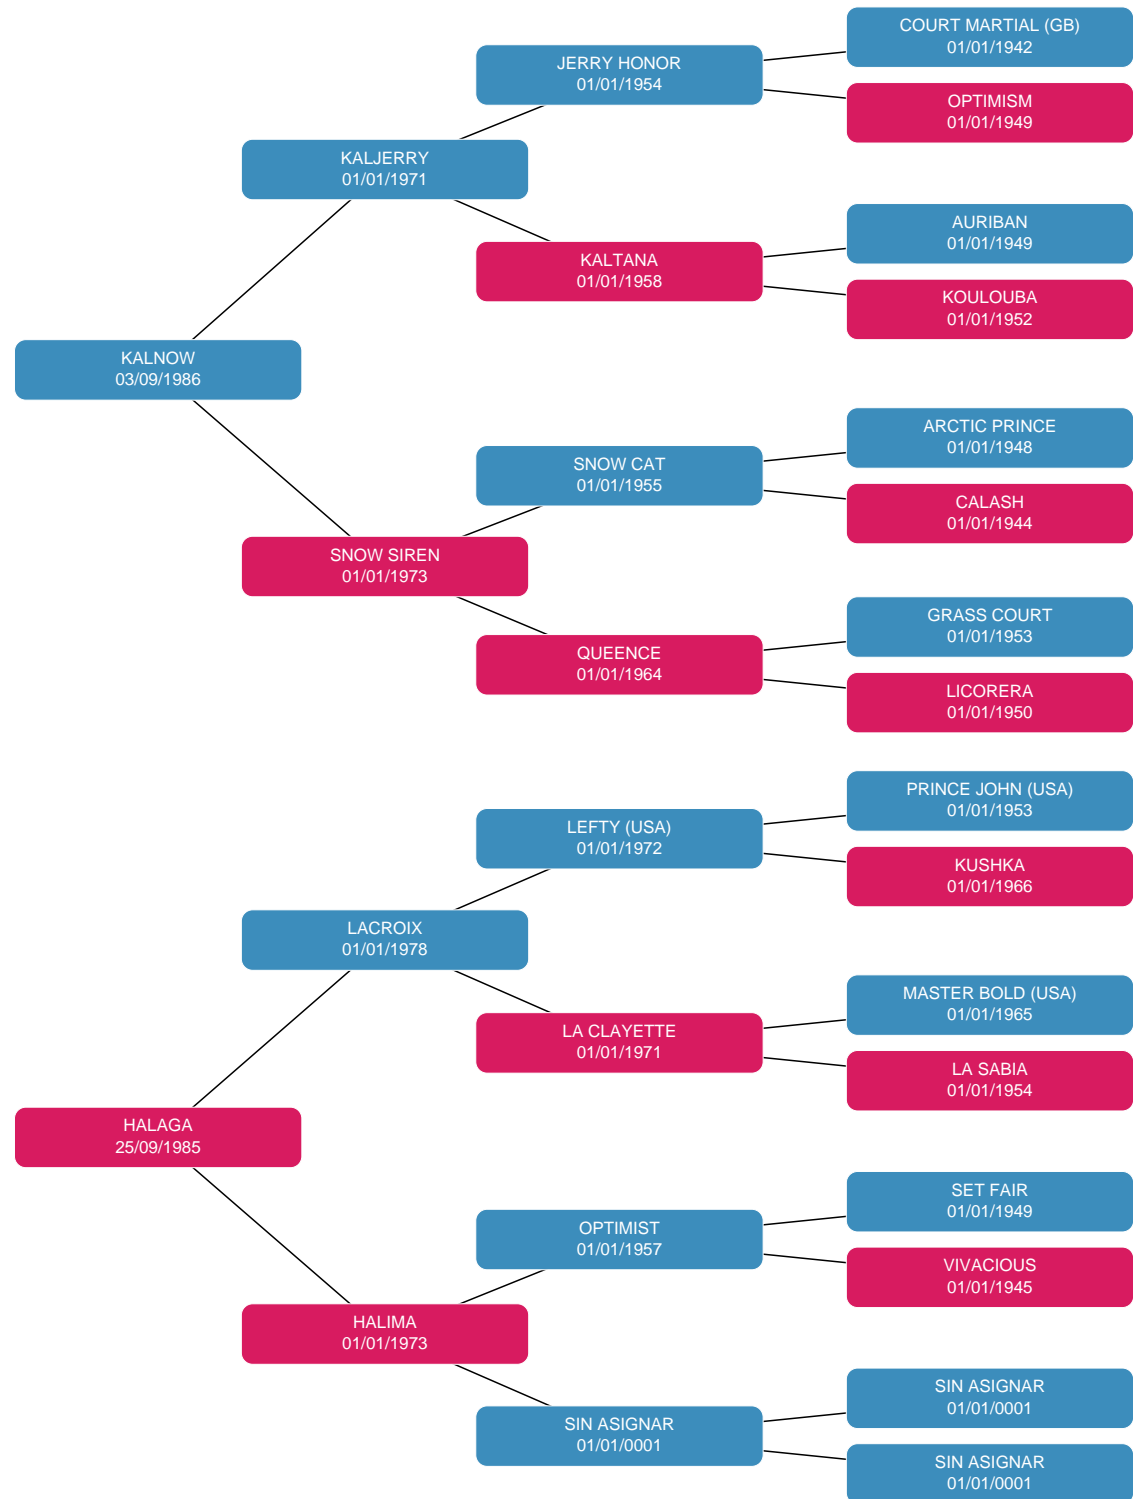 COURT MARTIAL (GB)
01/01/1942
JERRY HONOR
01/01/1954
OPTIMISM
01/01/1949
KALJERRY
01/01/1971
AURIBAN
01/01/1949
KALTANA
01/01/1958
KOULOUBA
01/01/1952
KALNOW
03/09/1986
ARCTIC PRINCE
01/01/1948
SNOW CAT
01/01/1955
CALASH
01/01/1944
SNOW SIREN
01/01/1973
GRASS COURT
01/01/1953
QUEENCE
01/01/1964
LICORERA
01/01/1950
PRINCE JOHN (USA)
01/01/1953
LEFTY (USA)
01/01/1972
KUSHKA
01/01/1966
LACROIX
01/01/1978
MASTER BOLD (USA)
01/01/1965
LA CLAYETTE
01/01/1971
LA SABIA
01/01/1954
HALAGA
25/09/1985
SET FAIR
01/01/1949
OPTIMIST
01/01/1957
VIVACIOUS
01/01/1945
HALIMA
01/01/1973
SIN ASIGNAR
01/01/0001
SIN ASIGNAR
01/01/0001
SIN ASIGNAR
01/01/0001